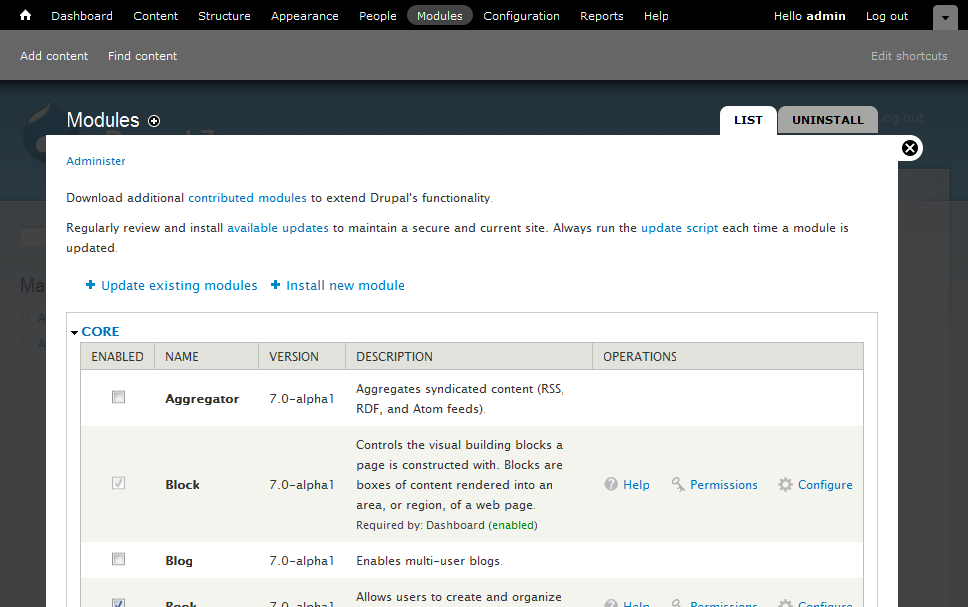 Dashboard Content Structure Appearance People Modules Configuration Reports Help Hello admin Log out
Add content Find content Edit shortcuts
Modules LIST UNINSTALL Log out
Administer
Download additional contributed modules to extend Drupal's functionality.
Regularly review and install available updates to maintain a secure and current site. Always run the update script each time a module is
updated.
Update existing modules Install new module
CORE
ENABLED NAME VERSION DESCRIPTION OPERATIONS
Aggregator 7.0-alpha1 Aggregates syndicated content (RSS,
RDF, and Atom feeds).
Controls the visual building blocks a
page is constructed with. Blocks are
Block 7.0-alpha1 boxes of content rendered into an Help Permissions Configure
area, or region, of a web page.
Required by: Dashboard (enabled)
Blog 7.0-alpha1 Enables multi-user blogs.
Allows users to create and organize
Book 7.0-alpha1 Help Permissions Configure